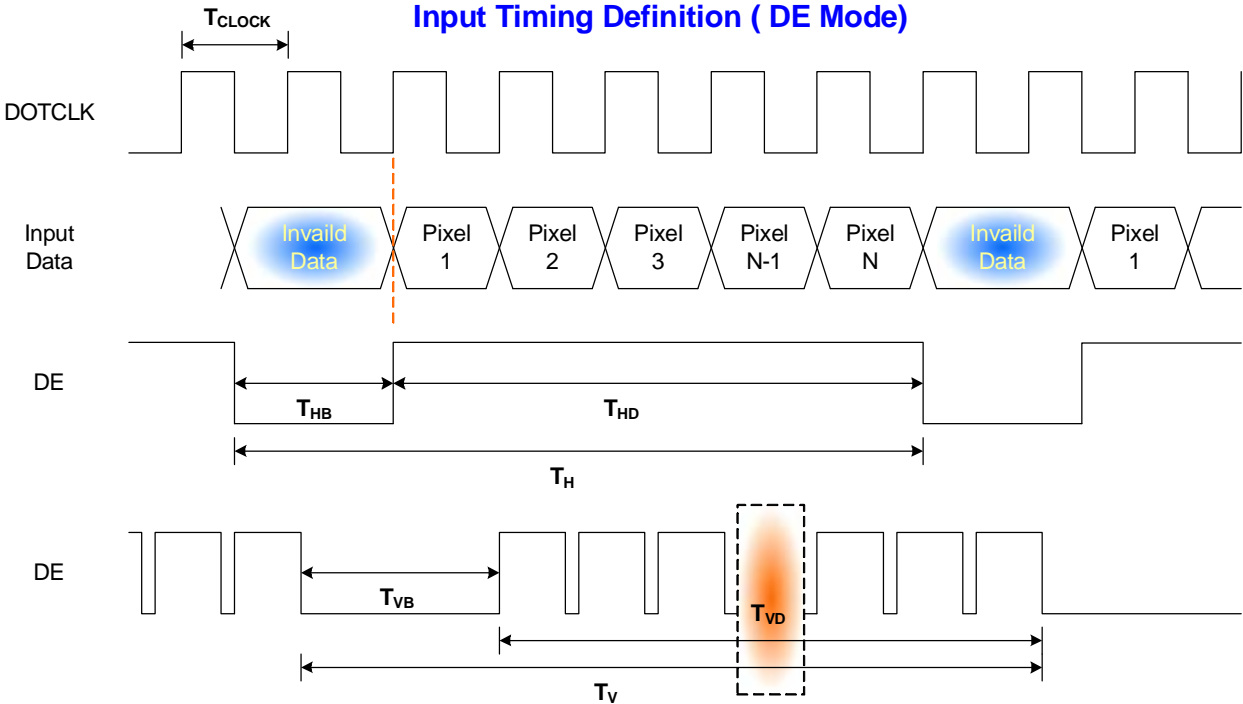 Input Timing Definition ( DE Mode)
TCLOCK
DOTCLK
Input
Data
Invaild
Data
Pixel
1
Pixel
2
Pixel
3
Pixel
N-1
Pixel
N
Invaild
Data
Pixel
1
DE
THB
THD
TH
DE
TVB
TVD
TV